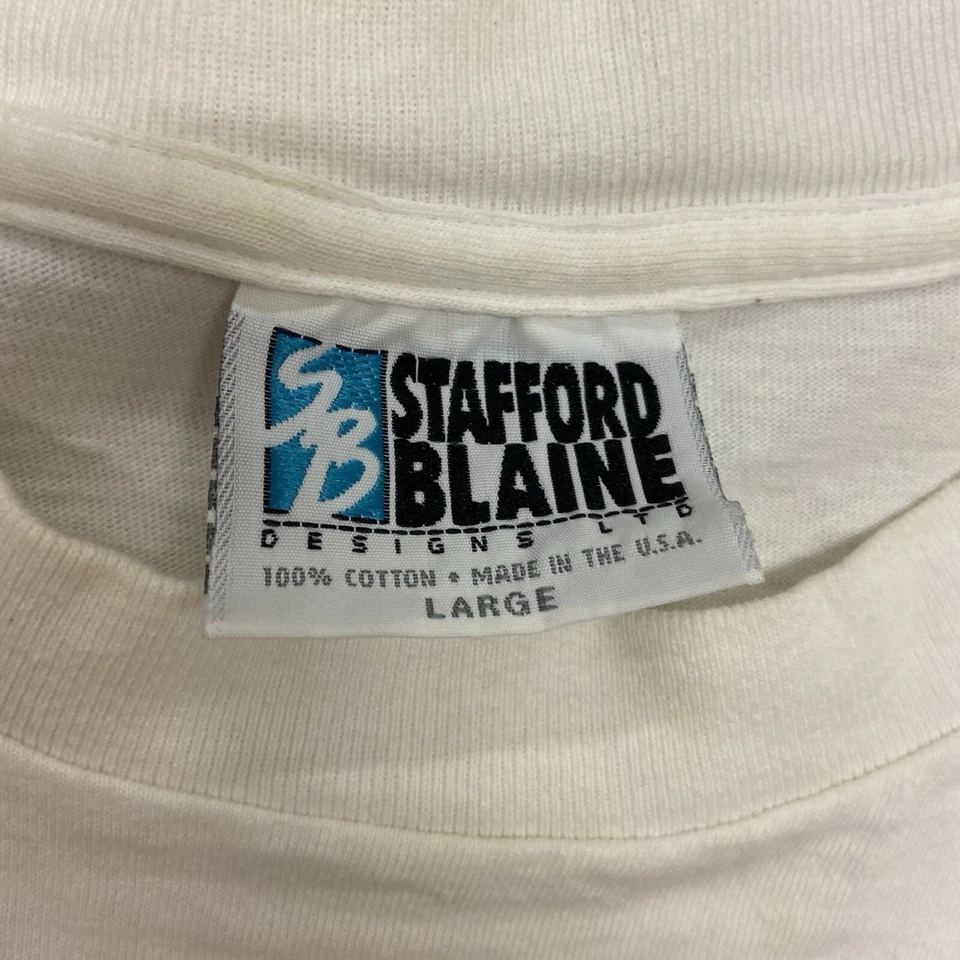 SB
STAFFORD
BLAINE
DESIGNS LTD
100% COTTON • MADE IN THE U.S.A.
LARGE